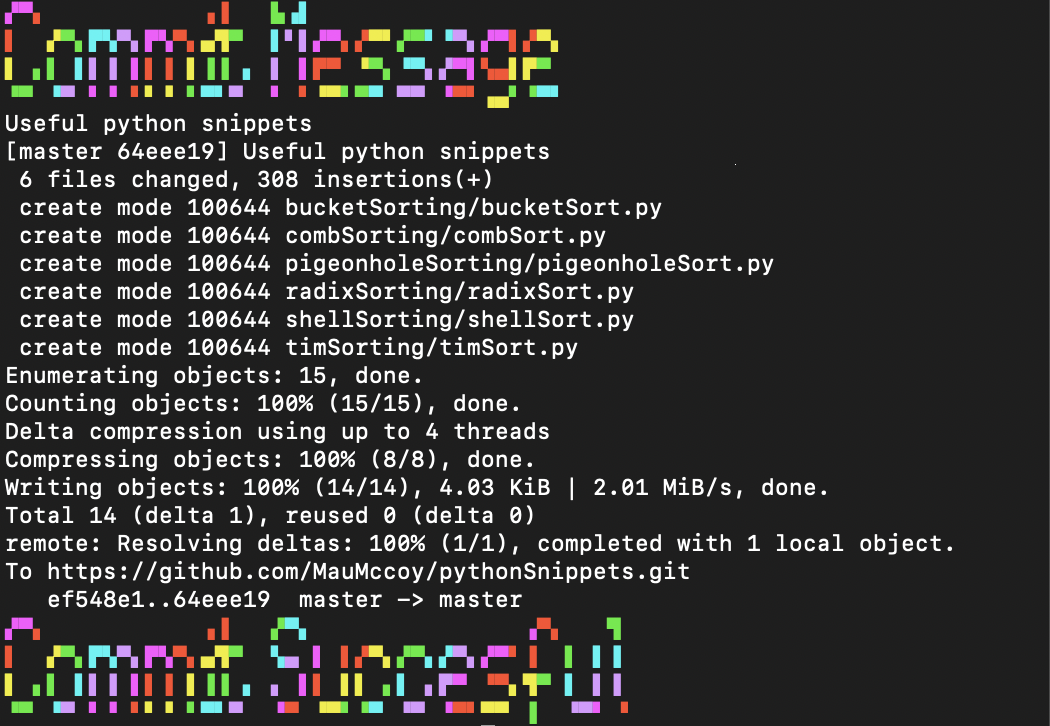 Commit Message
Useful python snippets
[master 64eee19] Useful python snippets
6 files changed, 308 insertions(+)
create mode 100644 bucketSorting/bucketSort.py
create mode 100644 combSorting/combSort.py
create mode 100644 pigeonholeSorting/pigeonholeSort.py
create mode 100644 radixSorting/radixSort.py
create mode 100644 shellSorting/shellSort.py
create mode 100644 timSorting/timSort.py
Enumerating objects: 15, done.
Counting objects: 100% (15/15), done.
Delta compression using up to 4 threads
Compressing objects: 100% (8/8), done.
Writing objects: 100% (14/14), 4.03 KiB | 2.01 MiB/s, done.
Total 14 (delta 1), reused 0 (delta 0)
remote: Resolving deltas: 100% (1/1), completed with 1 local object.
To https://github.com/MauMccoy/pythonSnippets.git
ef548e1..64eee19 master -> master
Commit Succesful